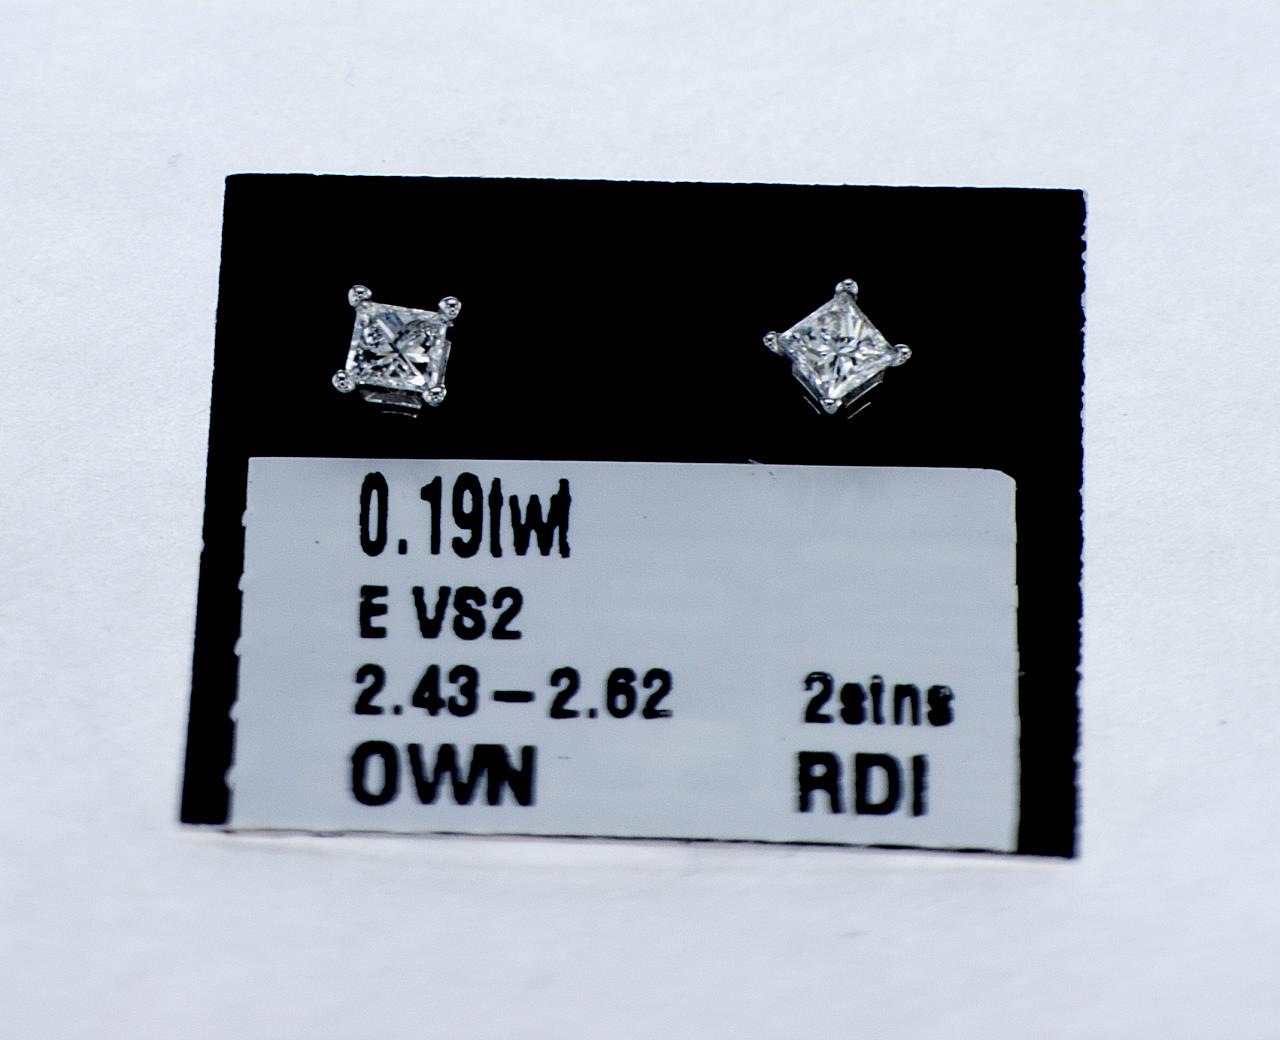 0.19twt
E VS2
2.43-2.62 2stns
OWN RDI